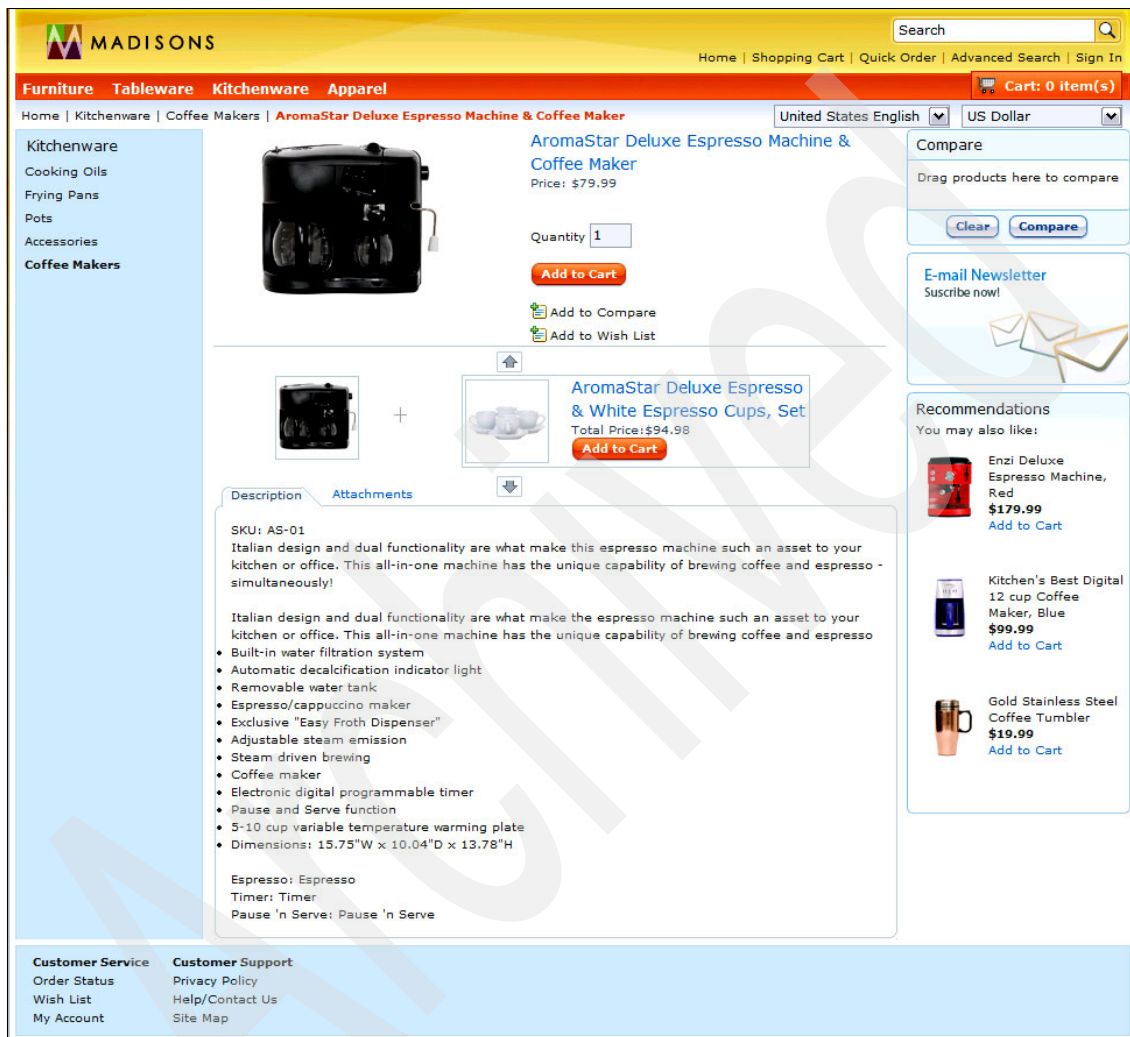 MADISONS
Search
Home | Shopping Cart | Quick Order | Advanced Search | Sign In
Furniture Tableware Kitchenware Apparel
Cart: 0 item(s)
Home | Kitchenware | Coffee Makers | AromaStar Deluxe Espresso Machine & Coffee Maker
United States English
US Dollar
Kitchenware
Cooking Oils
Frying Pans
Pots
Accessories
Coffee Makers
AromaStar Deluxe Espresso Machine &
Coffee Maker
Price: $79.99
Quantity 1
Add to Cart
Add to Compare
Add to Wish List
+
AromaStar Deluxe Espresso
& White Espresso Cups, Set
Total Price:$94.98
Add to Cart
Description Attachments
SKU: AS-01
Italian design and dual functionality are what make this espresso machine such an asset to your
kitchen or office. This all-in-one machine has the unique capability of brewing coffee and espresso -
simultaneously!
Italian design and dual functionality are what make the espresso machine such an asset to your
kitchen or office. This all-in-one machine has the unique capability of brewing coffee and espresso
• Built-in water filtration system
• Automatic decalcification indicator light
• Removable water tank
• Espresso/cappuccino maker
• Exclusive "Easy Froth Dispenser"
• Adjustable steam emission
• Steam driven brewing
• Coffee maker
• Electronic digital programmable timer
• Pause and Serve function
• 5-10 cup variable temperature warming plate
• Dimensions: 15.75"W x 10.04"D x 13.78"H
Espresso: Espresso
Timer: Timer
Pause 'n Serve: Pause 'n Serve
Compare
Drag products here to compare
Clear Compare
E-mail Newsletter
Suscribe now!
Recommendations
You may also like:
Enzi Deluxe
Espresso Machine,
Red
$179.99
Add to Cart
Kitchen's Best Digital
12 cup Coffee
Maker, Blue
$99.99
Add to Cart
Gold Stainless Steel
Coffee Tumbler
$19.99
Add to Cart
Customer Service Customer Support
Order Status Privacy Policy
Wish List Help/Contact Us
My Account Site Map
Archived